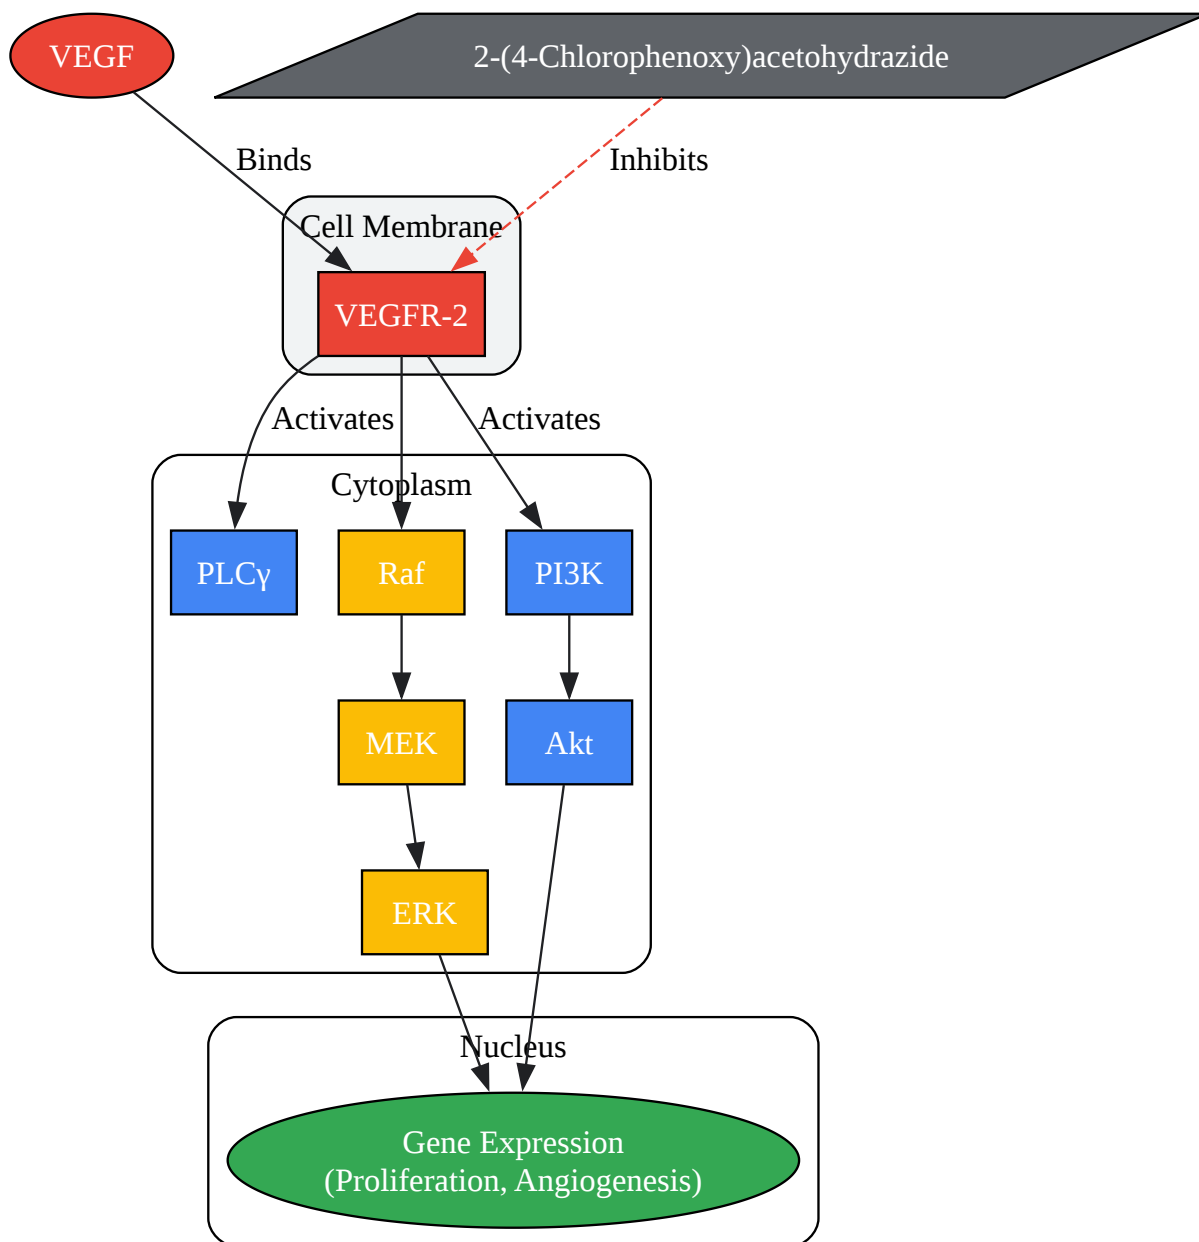 VEGF
2-(4-Chlorophenoxy)acetohydrazide
Binds
Inhibits
Cell Membrane
VEGFR-2
Activates
Activates
Cytoplasm
PLCγ
Raf
PI3K
MEK
Akt
ERK
Nucleus
Gene Expression
(Proliferation, Angiogenesis)